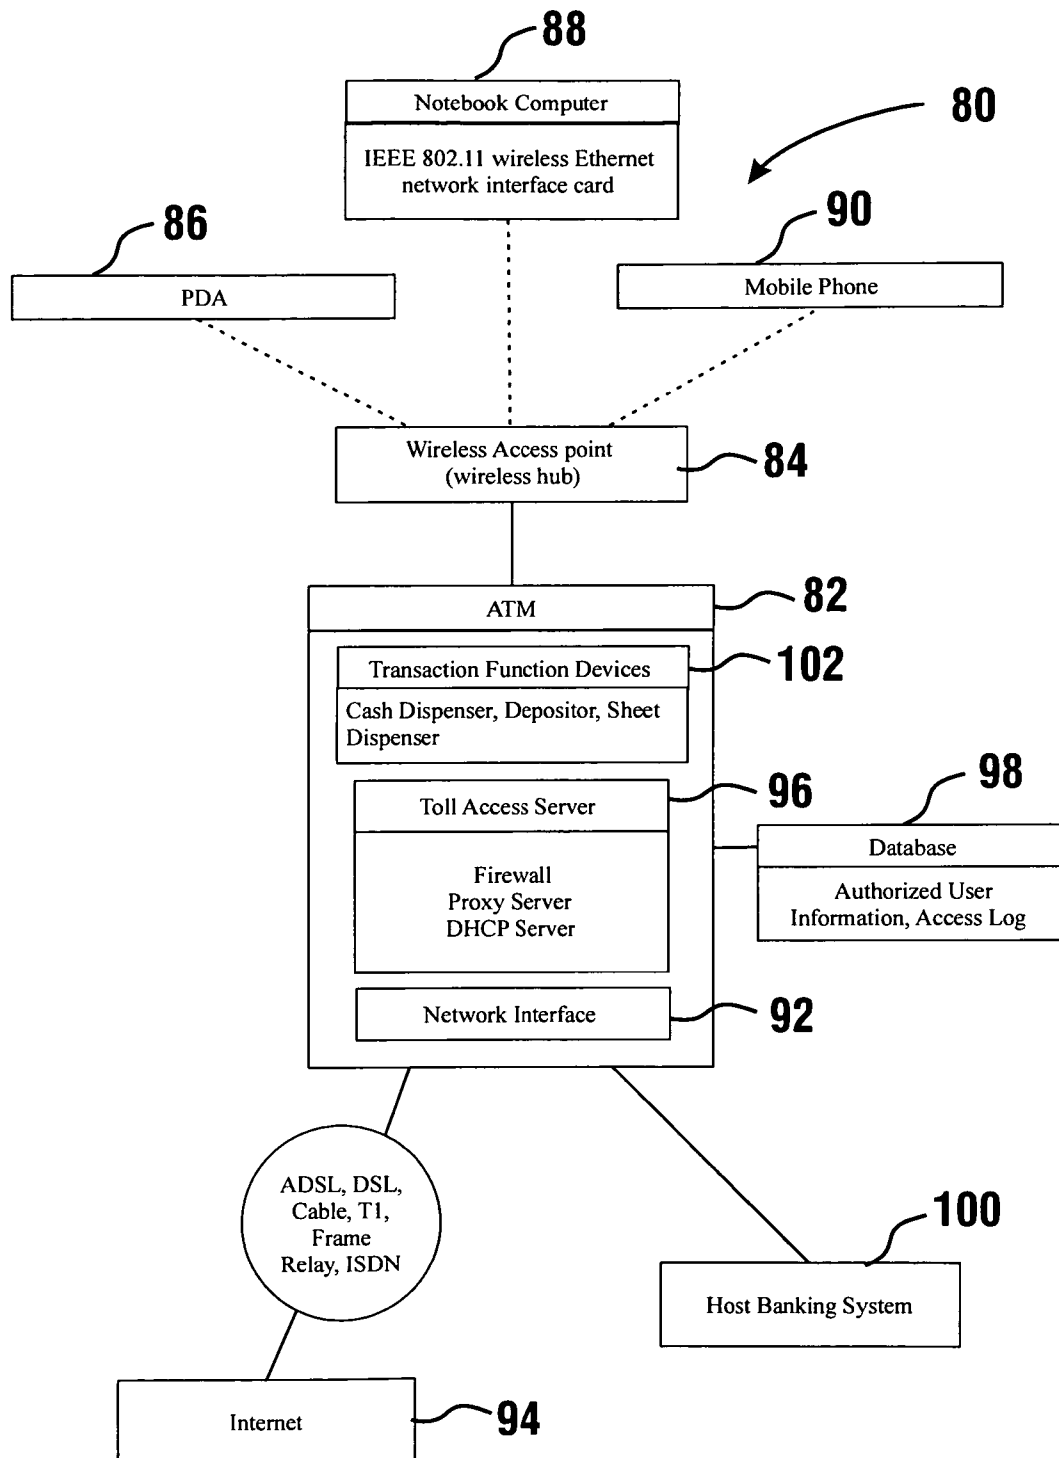 88
Notebook Computer
80
IEEE 802.11 wireless Ethernet
network interface card
86
90
PDA
Mobile Phone
Wireless Access point
(wireless hub)
84
ATM
82
Transaction Function Devices
102
Cash Dispenser, Depositor, Sheet
Dispenser
Toll Access Server
96
98
Database
Firewall
Proxy Server
DHCP Server
Authorized User
Information, Access Log
Network Interface
92
ADSL, DSL,
Cable, T1,
Frame
Relay, ISDN
100
Host Banking System
Internet
94